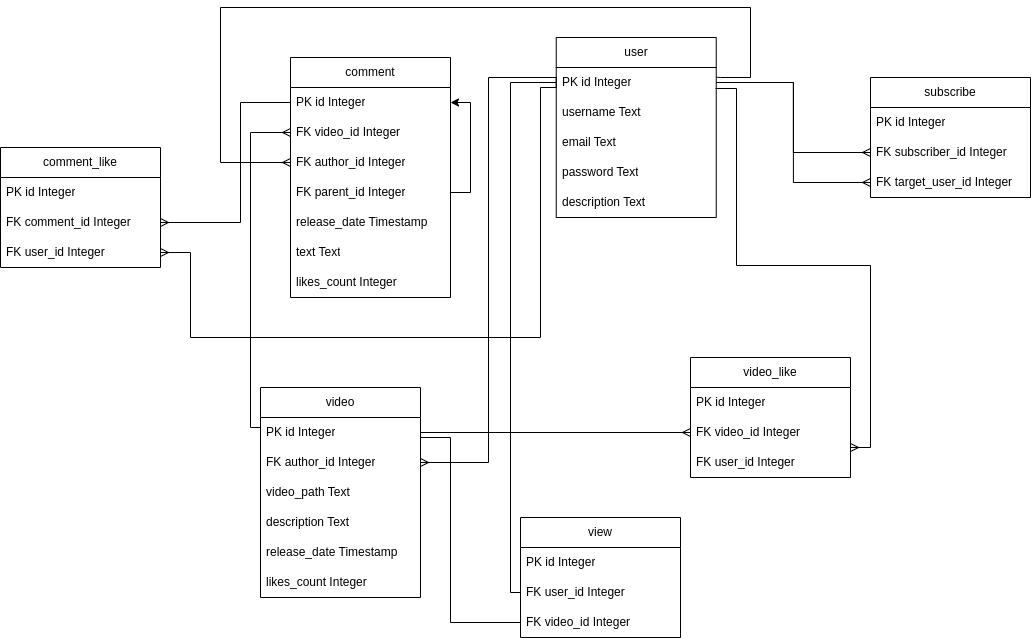 comment
PK id Integer
FK video_id Integer
FK author_id Integer
FK parent_id Integer
release_date Timestamp
text Text
likes_count Integer
user
PK id Integer
username Text
email Text
password Text
description Text
subscribe
PK id Integer
FK subscriber_id Integer
FK target_user_id Integer
comment_like
PK id Integer
FK comment_id Integer
FK user_id Integer
video
PK id Integer
FK author_id Integer
video_path Text
description Text
release_date Timestamp
likes_count Integer
video_like
PK id Integer
FK video_id Integer
FK user_id Integer
view
PK id Integer
FK user_id Integer
FK video_id Integer